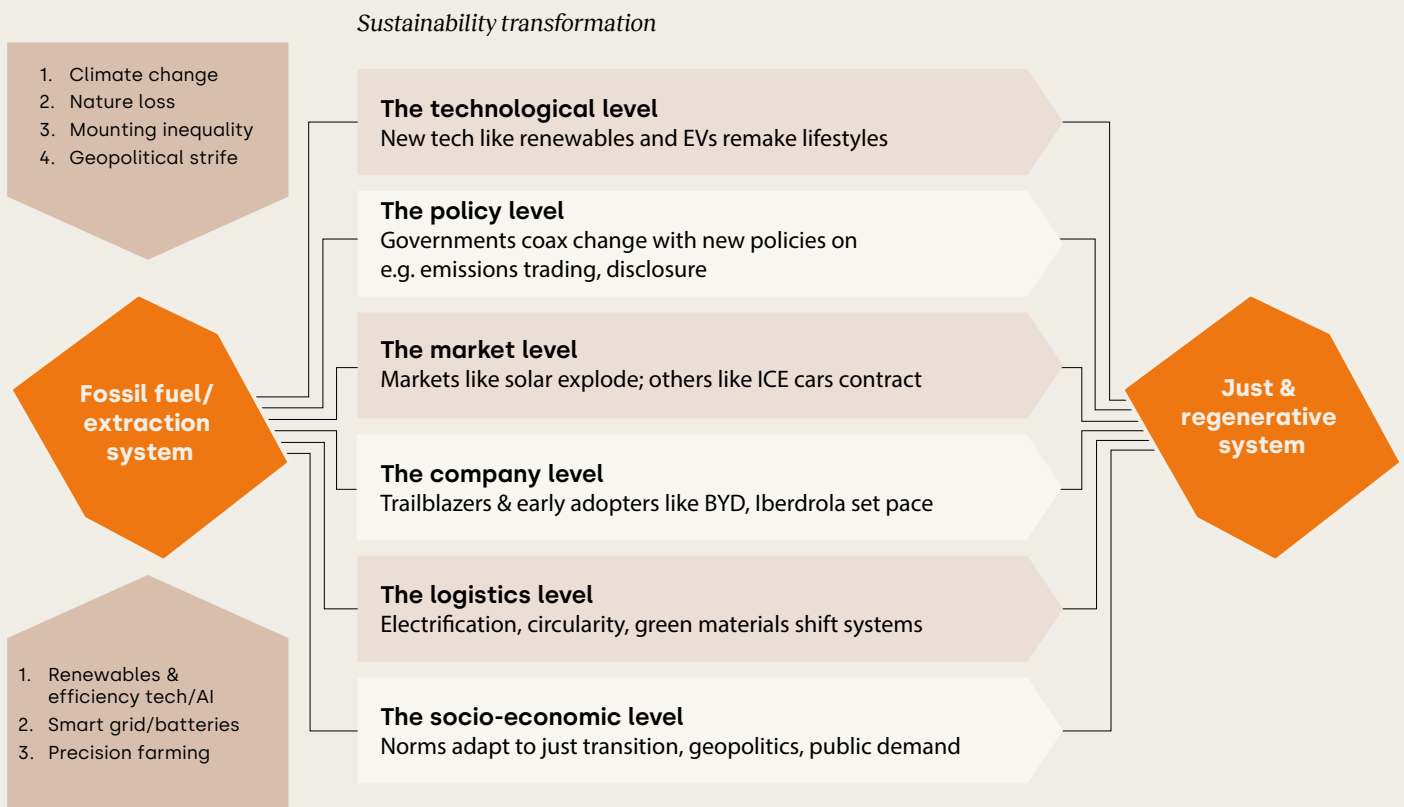 Sustainability transformation
1. Climate change
2. Nature loss
3. Mounting inequality
4. Geopolitical strife
Fossil fuel/
extraction
system
1. Renewables &
efficiency tech/AI
2. Smart grid/batteries
3. Precision farming
The technological level
New tech like renewables and EVs remake lifestyles
The policy level
Governments coax change with new policies on
e.g. emissions trading, disclosure
The market level
Markets like solar explode; others like ICE cars contract
The company level
Trailblazers & early adopters like BYD, Iberdrola set pace
The logistics level
Electrification, circularity, green materials shift systems
The socio-economic level
Norms adapt to just transition, geopolitics, public demand
Just &
regenerative
system